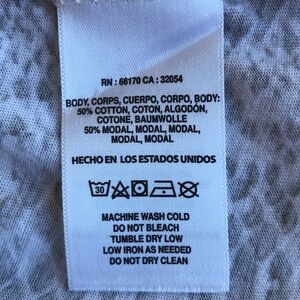 RN : 66170 CA : 32054
BODY, CORPS, CUERPO, CORPO, BODY:
50% COTTON, COTON, ALGODÓN,
COTONE, BAUMWOLLE
50% MODAL, MODAL, MODAL,
MODAL, MODAL
HECHO EN LOS ESTADOS UNIDOS
30
MACHINE WASH COLD
DO NOT BLEACH
TUMBLE DRY LOW
LOW IRON AS NEEDED
DO NOT DRY CLEAN